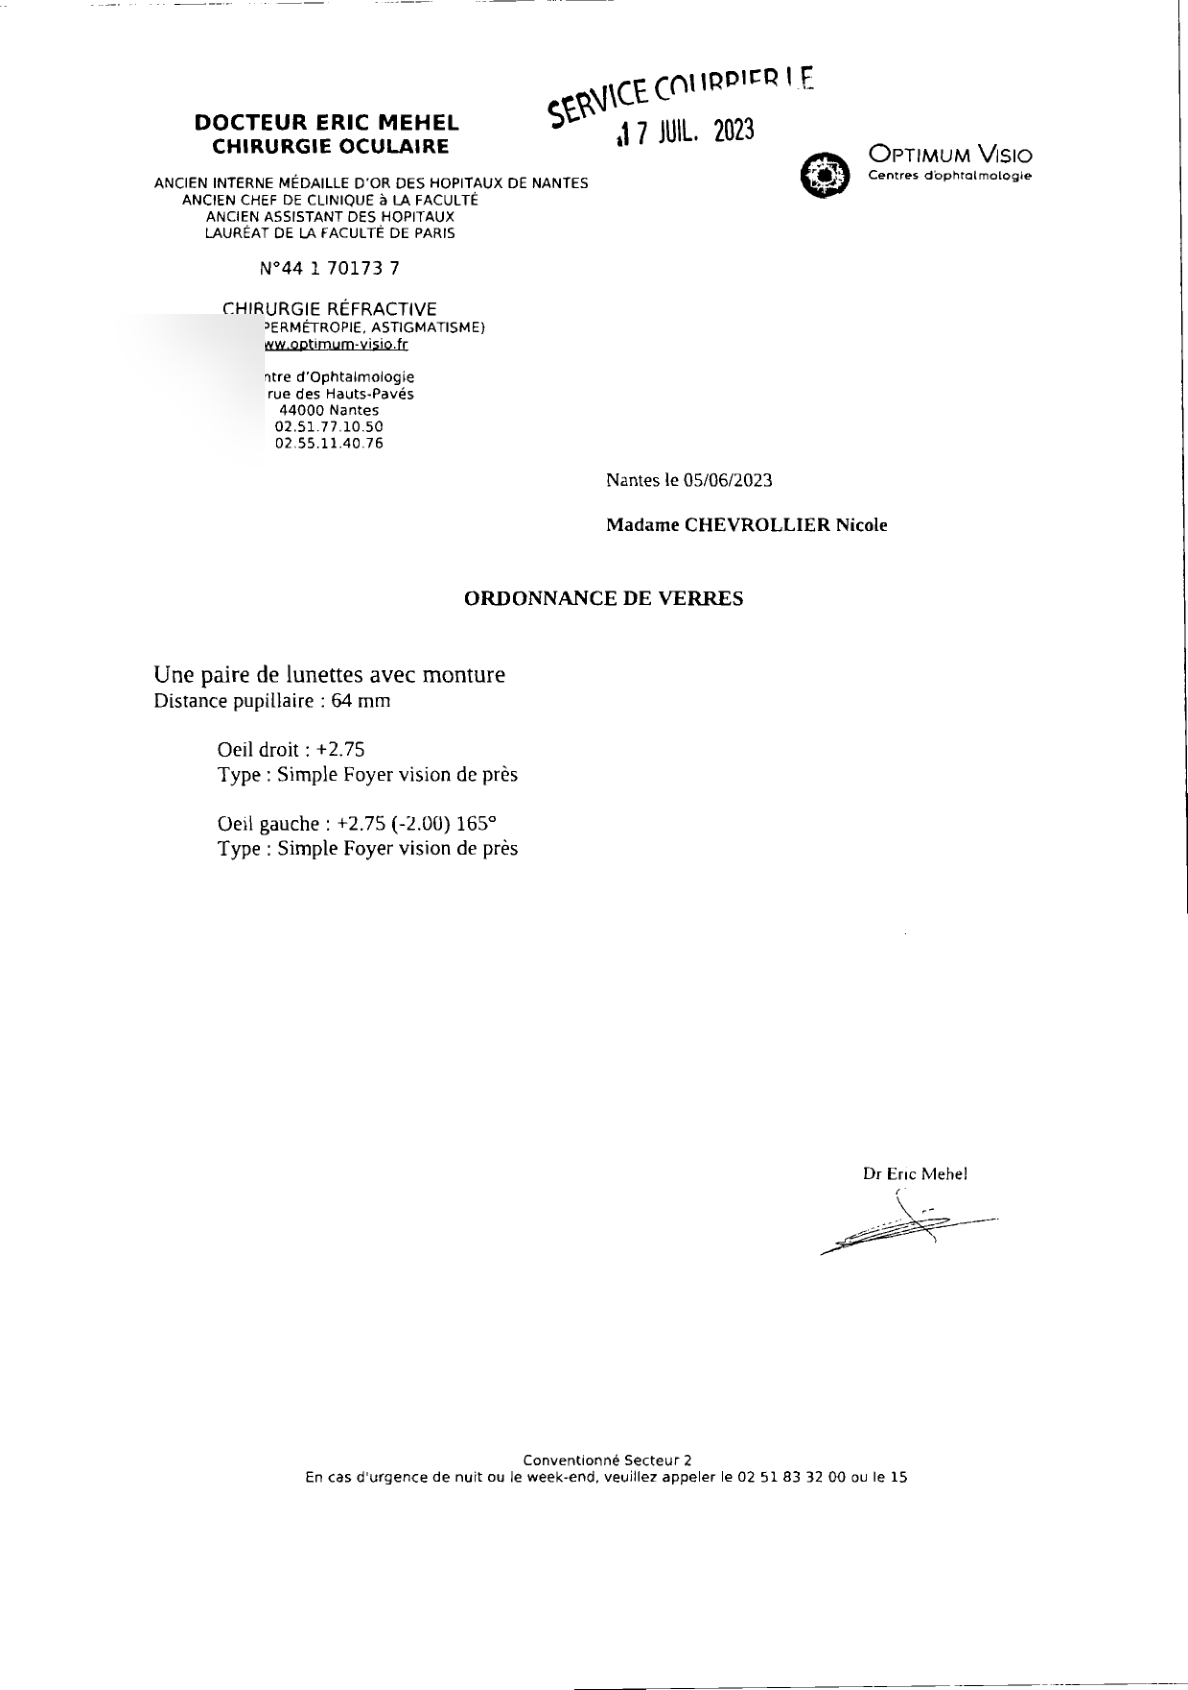 SERVICE COURRIER LE
17 JUIL. 2023
DOCTEUR ERIC MEHEL
CHIRURGIE OCULAIRE
OPTIMUM VISIO
Centres d'ophtalmologie
ANCIEN INTERNE MÉDAILLE D'OR DES HOPITAUX DE NANTES
ANCIEN CHEF DE CLINIQUE à LA FACULTÉ
ANCIEN ASSISTANT DES HOPITAUX
LAURÉAT DE LA FACULTÉ DE PARIS
N°44 1 70173 7
CHIRURGIE RÉFRACTIVE
PERMÉTROPIE, ASTIGMATISME)
ww.optimum-visio.fr
ntre d'Ophtalmologie
rue des Hauts-Pavés
44000 Nantes
02.51.77.10.50
02.55.11.40.76
Nantes le 05/06/2023
Madame CHEVROLLIER Nicole
ORDONNANCE DE VERRES
Une paire de lunettes avec monture
Distance pupillaire : 64 mm
Oeil droit : +2.75
Type : Simple Foyer vision de près
Oeil gauche : +2.75 (-2.00) 165°
Type : Simple Foyer vision de près
Dr Eric Mehel
Conventionné Secteur 2
En cas d'urgence de nuit ou le week-end, veuillez appeler le 02 51 83 32 00 ou le 15